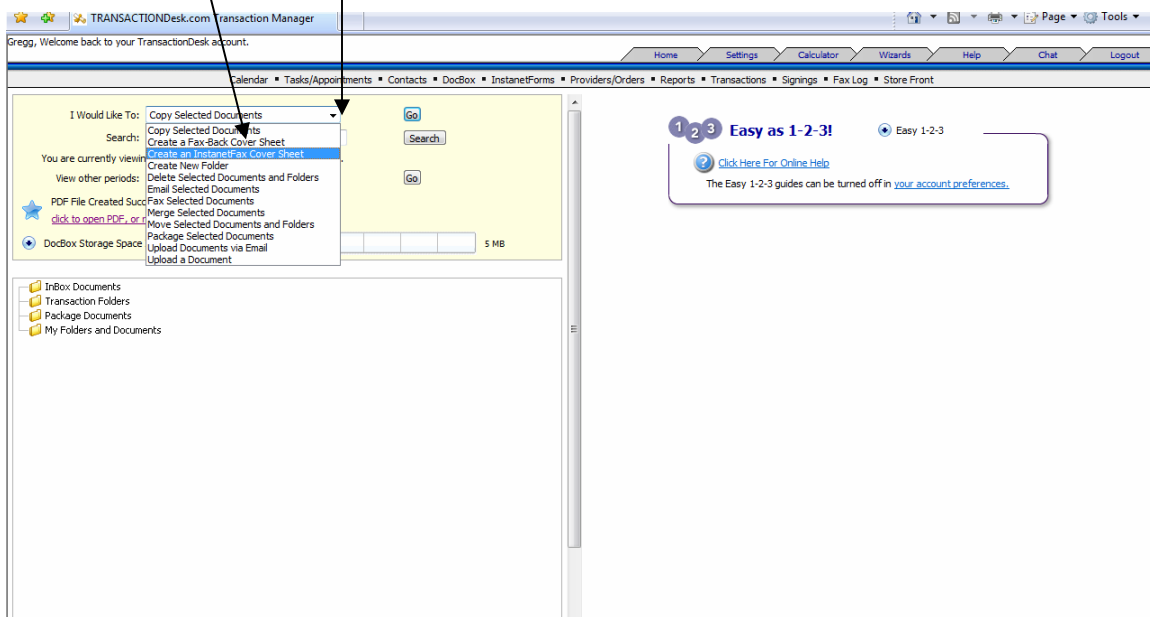 TRANSACTIONDesk.com Transaction Manager
Page Tools
Gregg, Welcome back to your TransactionDesk account.
Home Settings Calculator Wizards Help Chat Logout
Calendar ▪ Tasks/Appointments ▪ Contacts ▪ DocBox ▪ InstanetForms ▪ Providers/Orders ▪ Reports ▪ Transactions ▪ Signings ▪ Fax Log ▪ Store Front
I Would Like To: Copy Selected Documents Go
Search: Search
You are currently
View other periods: Go
PDF File Created
click to open PDF, or
DocBox Storage Space 5 MB
Copy Selected Documents
Create a Fax-Back Cover Sheet
Create an InstanetFax Cover Sheet
Create New Folder
Delete Selected Documents and Folders
Email Selected Documents
Fax Selected Documents
Merge Selected Documents
Move Selected Documents and Folders
Package Selected Documents
Upload Documents via Email
Upload a Document
InBox Documents
Transaction Folders
Package Documents
My Folders and Documents
1 2 3 Easy as 1-2-3! Easy 1-2-3
Click Here For Online Help
The Easy 1-2-3 guides can be turned off in your account preferences.